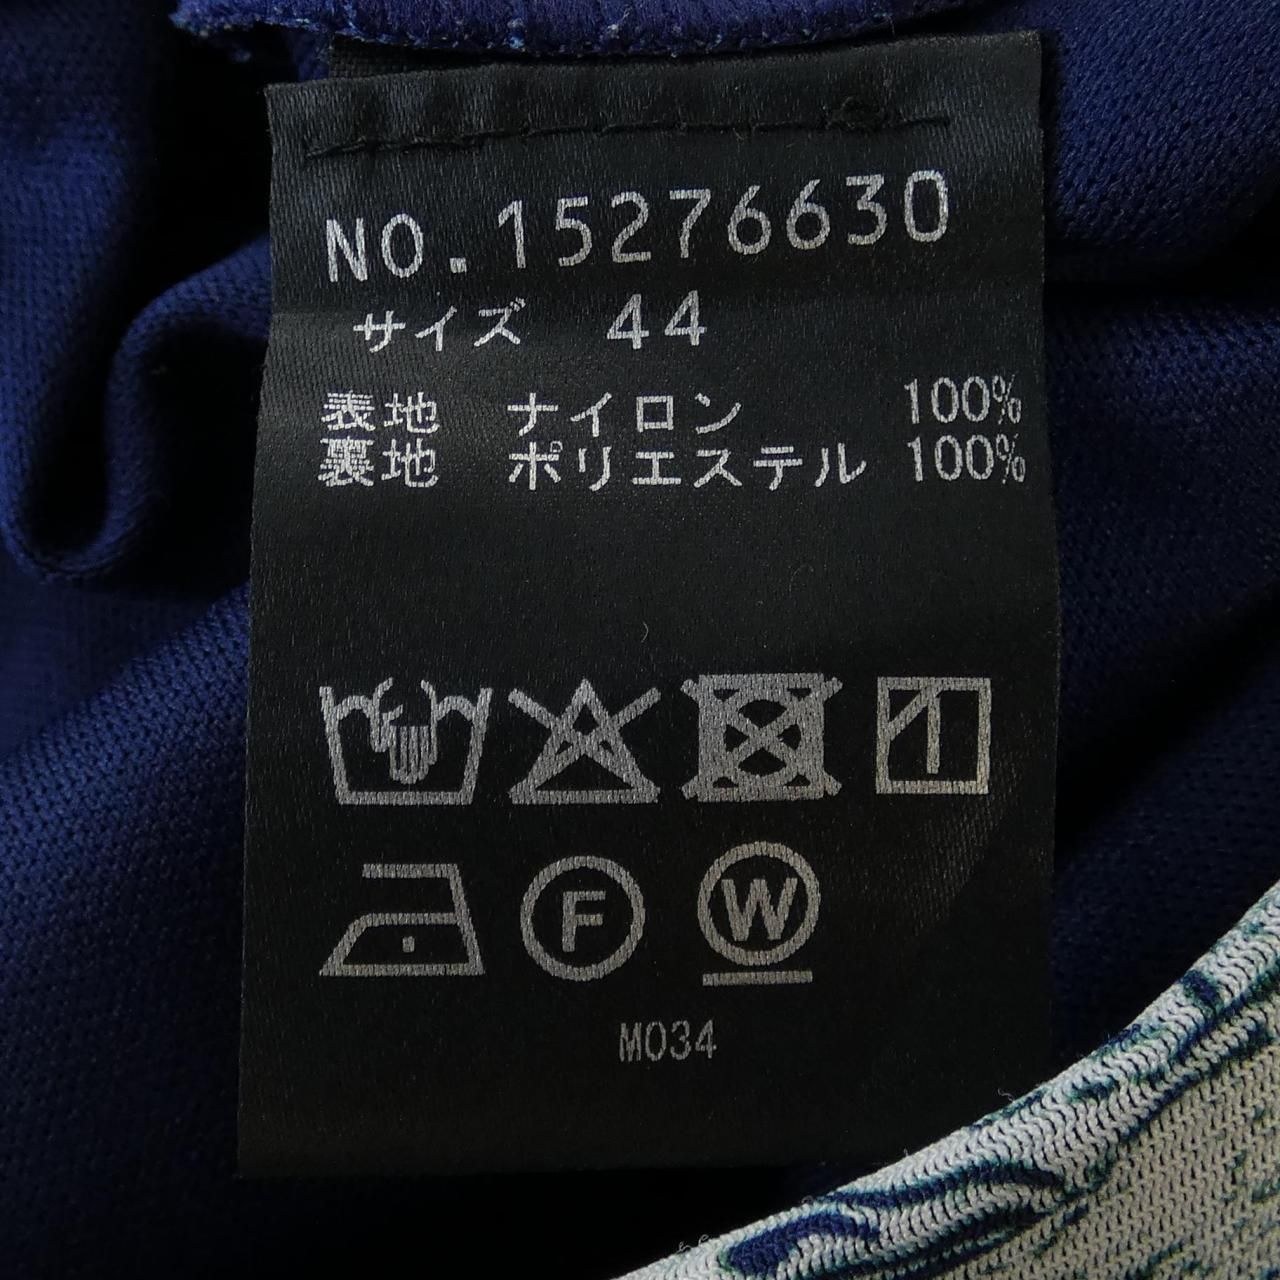 NO.15276630
サイズ 44
表地 ナイロン 100%
裏地 ポリエステル 100%
F
W
M034